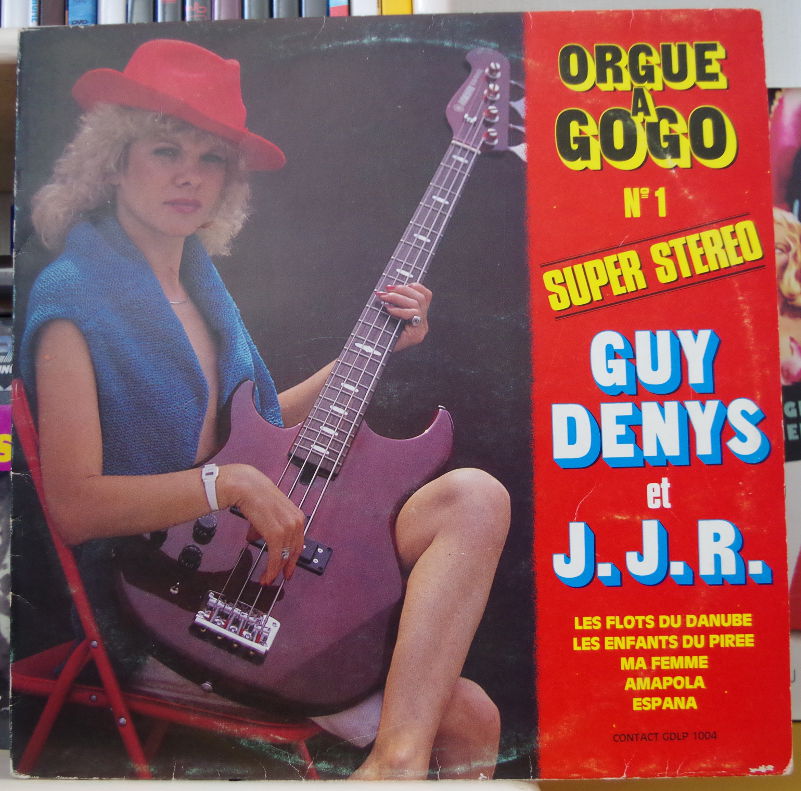 ORGUE
A
GOGO
Nº 1
SUPER STEREO
GUY
DENYS
et
J. J. R.
LES FLOTS DU DANUBE
LES ENFANTS DU PIREE
MA FEMME
AMAPOLA
ESPANA
CONTACT GDLP 1004